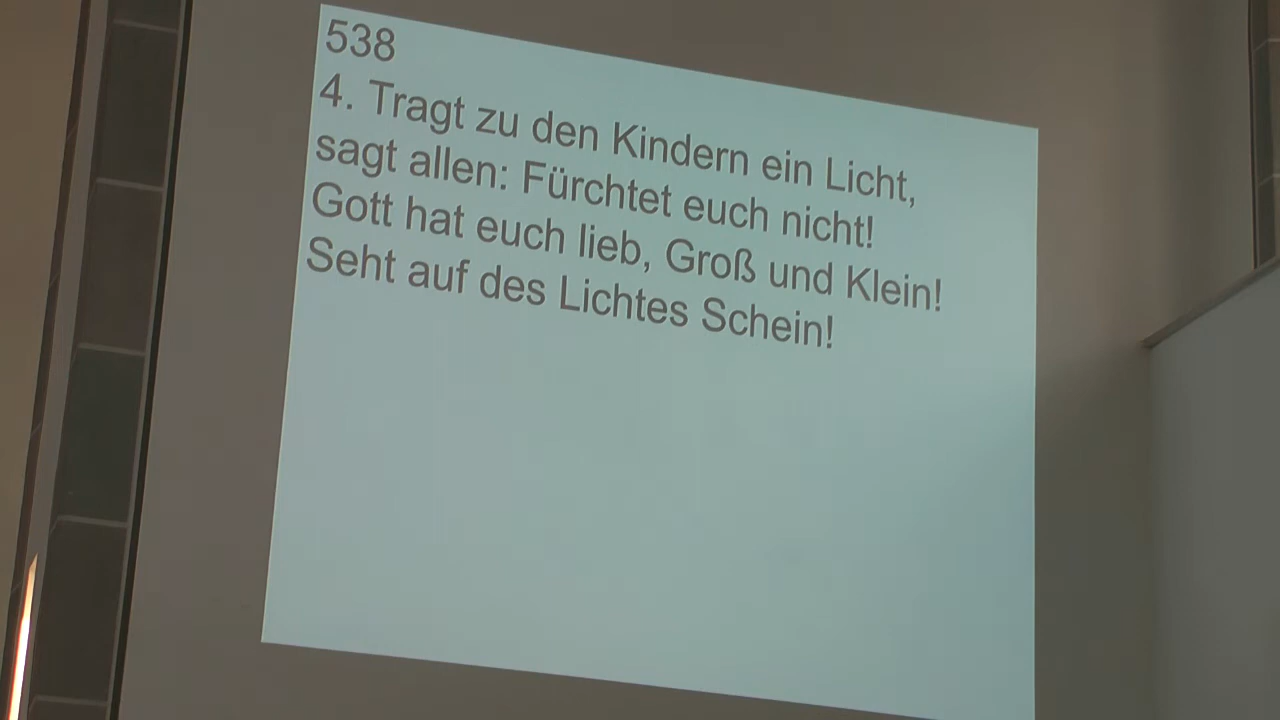 538
4. Tragt zu den Kindern ein Licht,
sagt allen: Fürchtet euch nicht!
Gott hat euch lieb, Groß und Klein!
Seht auf des Lichtes Schein!